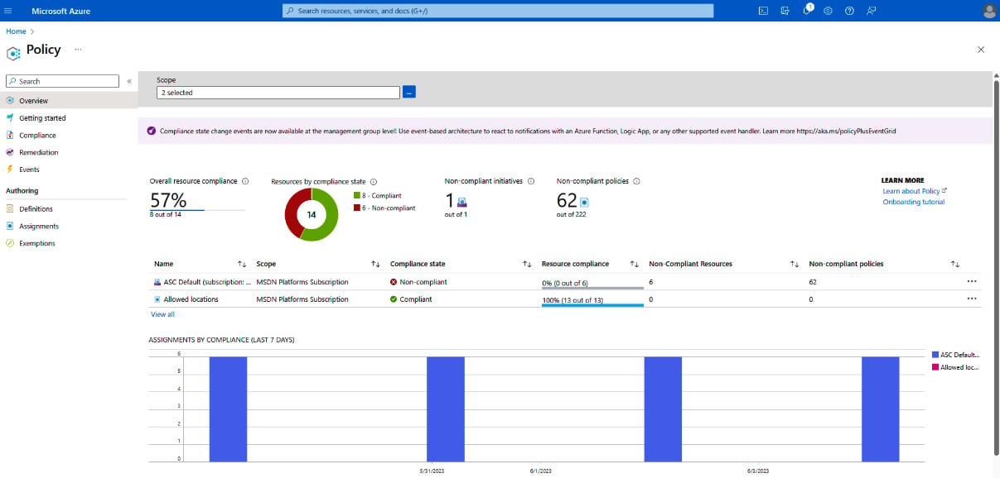 Microsoft Azure
Search resources, services, and docs (G+/)
1
Home >
Policy ...
Search
«
Overview
Getting started
Compliance
Remediation
Events
Authoring
Definitions
Assignments
Exemptions
Scope
2 selected
...
Compliance state change events are now available at the management group level! Use event-based architecture to react to notifications with an Azure Function, Logic App, or any other supported event handler. Learn more https://aka.ms/policyPlusEventGrid
Overall resource compliance
57%
8 out of 14
Resources by compliance state
14
8 - Compliant
6 - Non-compliant
Non-compliant initiatives
1
out of 1
Non-compliant policies
62
out of 222
LEARN MORE
Learn about Policy
Onboarding tutorial
Name Scope Compliance state Resource compliance Non-Compliant Resources Non-compliant policies
ASC Default (subscription: ... MSDN Platforms Subscription Non-compliant 0% (0 out of 6) 6 62 ...
Allowed locations MSDN Platforms Subscription Compliant 100% (13 out of 13) 0 0 ...
View all
ASSIGNMENTS BY COMPLIANCE (LAST 7 DAYS)
6
5
4
3
2
1
0
5/31/2023 6/1/2023 6/3/2023
ASC Default...
Allowed loc...